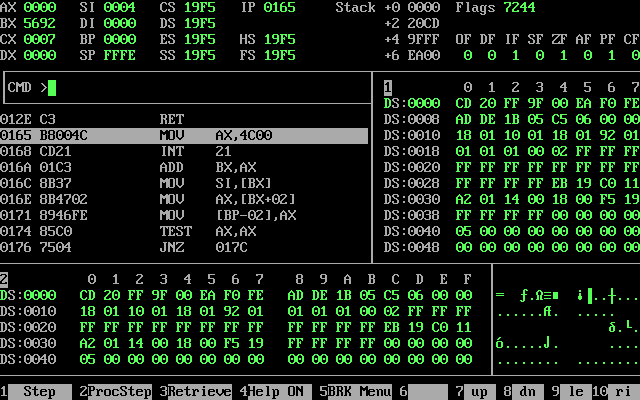 AX 0000 SI 0004 CS 19F5 IP 0165 Stack +0 0000 Flags 7244
BX 5692 DI 0000 DS 19F5 +2 20CD
CX 0007 BP 0000 ES 19F5 HS 19F5 +4 9FFF OF DF IF SF ZF AF PF CF
DX 0000 SP FFFE SS 19F5 FS 19F5 +6 EA00 0 0 1 0 1 0 1 0
CMD > 1 0 1 2 3 4 5 6 7
DS:0000 CD 20 FF 9F 00 EA F0 FE
012E C3 RET DS:0008 AD DE 1B 05 C5 06 00 00
0165 B8004C MOV AX,4C00 DS:0010 18 01 10 01 18 01 92 01
0168 CD21 INT 21 DS:0018 01 01 01 00 02 FF FF FF
016A 01C3 ADD BX,AX DS:0020 FF FF FF FF FF FF FF FF
016C 8B37 MOV SI,[BX] DS:0028 FF FF FF FF EB 19 C0 11
016E 8B4702 MOV AX,[BX+02] DS:0030 A2 01 14 00 18 00 F5 19
0171 8946FE MOV [BP-02],AX DS:0038 FF FF FF FF 00 00 00 00
0174 85C0 TEST AX,AX DS:0040 05 00 00 00 00 00 00 00
0176 7504 JNZ 017C DS:0048 00 00 00 00 00 00 00 00
2 0 1 2 3 4 5 6 7 8 9 A B C D E F
DS:0000 CD 20 FF 9F 00 EA F0 FE AD DE 1B 05 C5 06 00 00 = ƒ.Ω≡■ ¡▐..┼...
DS:0010 18 01 10 01 18 01 92 01 01 01 01 00 02 FF FF FF ......Æ. .....
DS:0020 FF FF FF FF FF FF FF FF FF FF FF FF EB 19 C0 11 δ.└.
DS:0030 A2 01 14 00 18 00 F5 19 FF FF FF FF 00 00 00 00 ó.....⌡. ....
DS:0040 05 00 00 00 00 00 00 00 00 00 00 00 00 00 00 00 ........ ........
1 Step 2ProcStep 3Retrieve 4Help ON 5BRK Menu 6 7 up 8 dn 9 le 10 ri